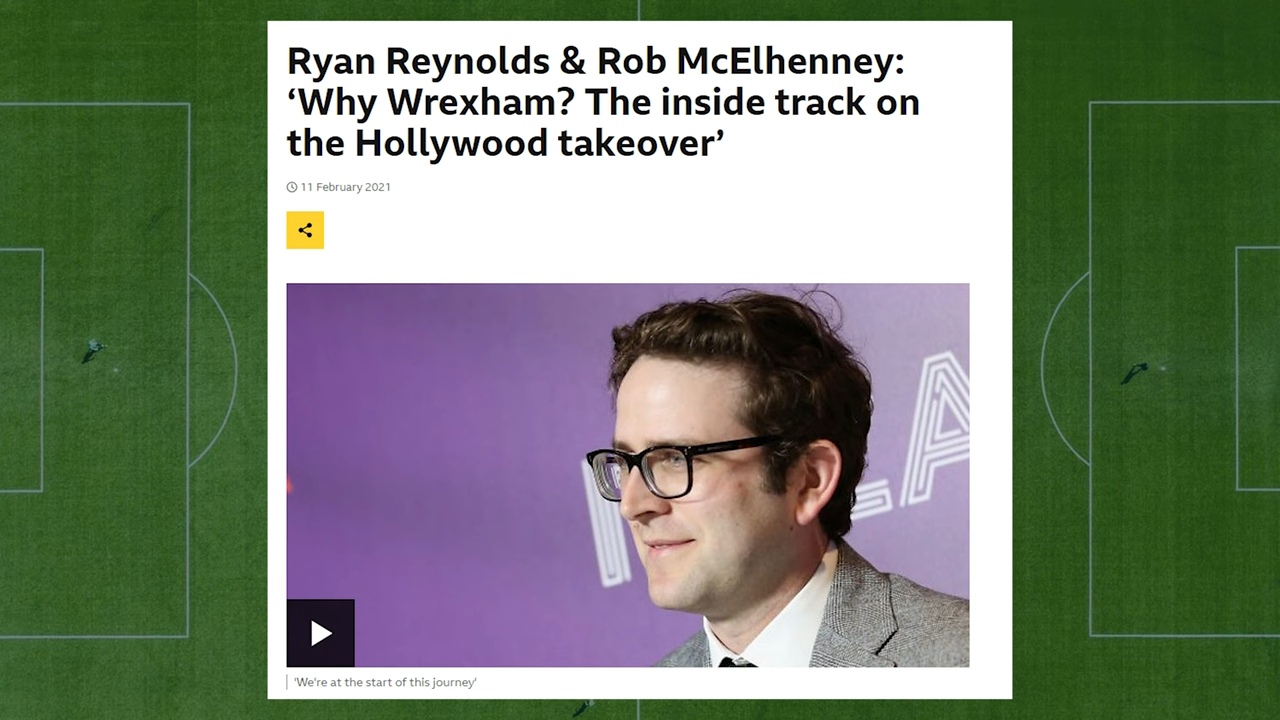 Ryan Reynolds & Rob McElhenney:
‘Why Wrexham? The inside track on
the Hollywood takeover’
11 February 2021
LA
'We're at the start of this journey'